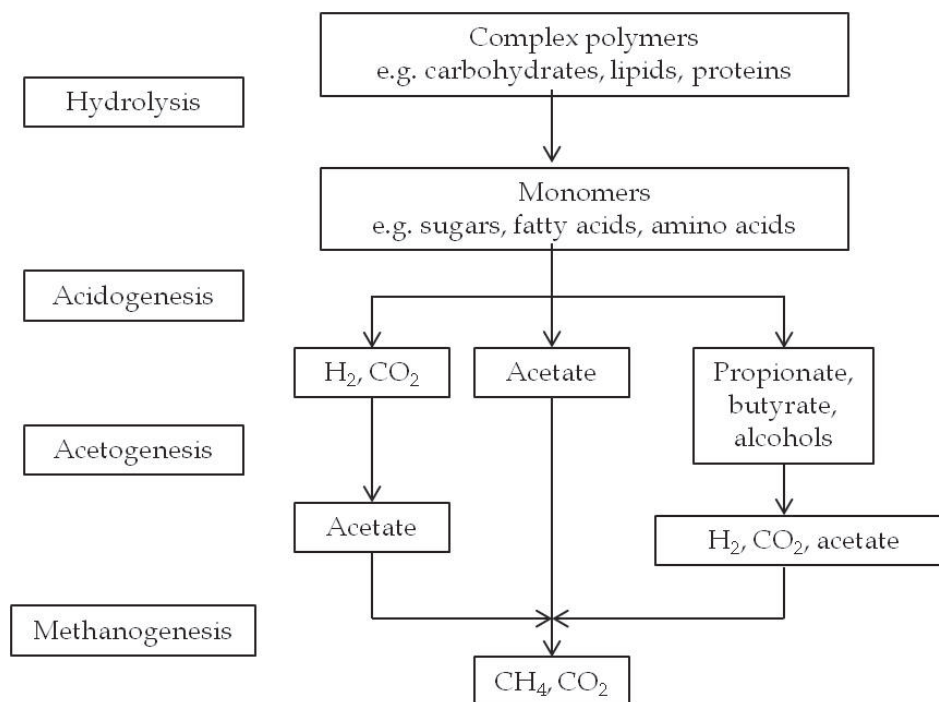 Complex polymers
e.g. carbohydrates, lipids, proteins
Hydrolysis
Monomers
e.g. sugars, fatty acids, amino acids
Acidogenesis
H₂, CO₂
Acetate
Propionate,
butyrate,
alcohols
Acetogenesis
Acetate
H₂, CO₂, acetate
Methanogenesis
CH₄, CO₂